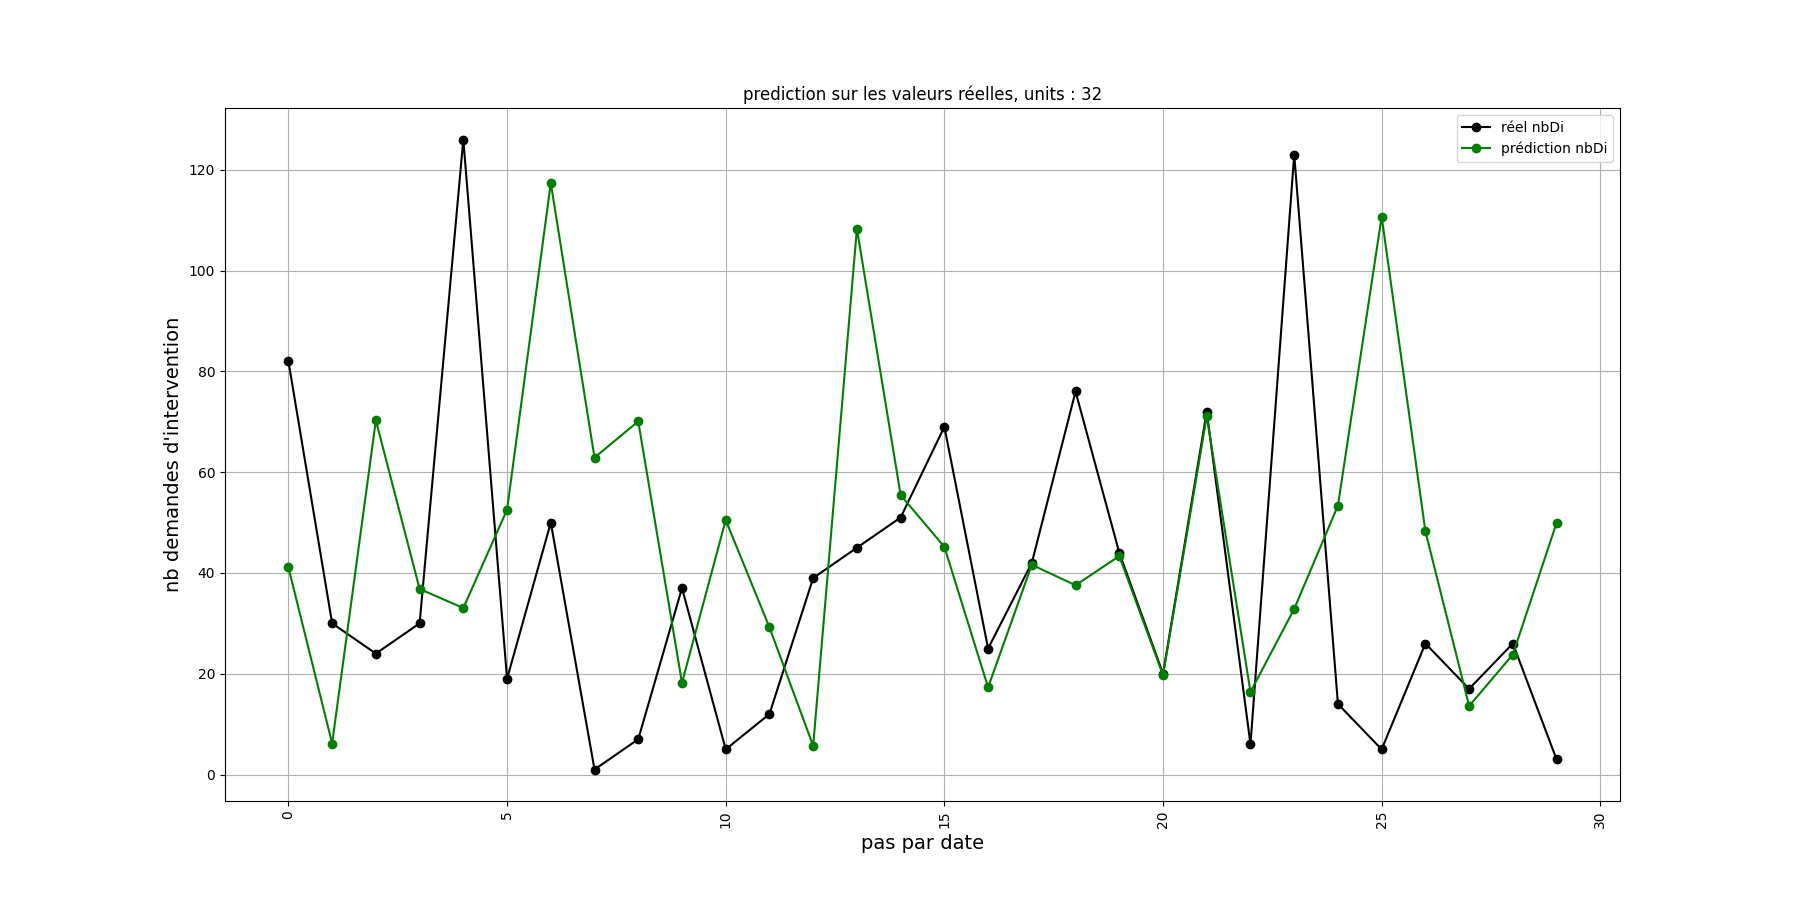 prediction sur les valeurs réelles, units : 32
réel nbDi
prédiction nbDi
120
100
80
60
40
20
0
nb demandes d'intervention
0
5
10
15
20
25
30
pas par date